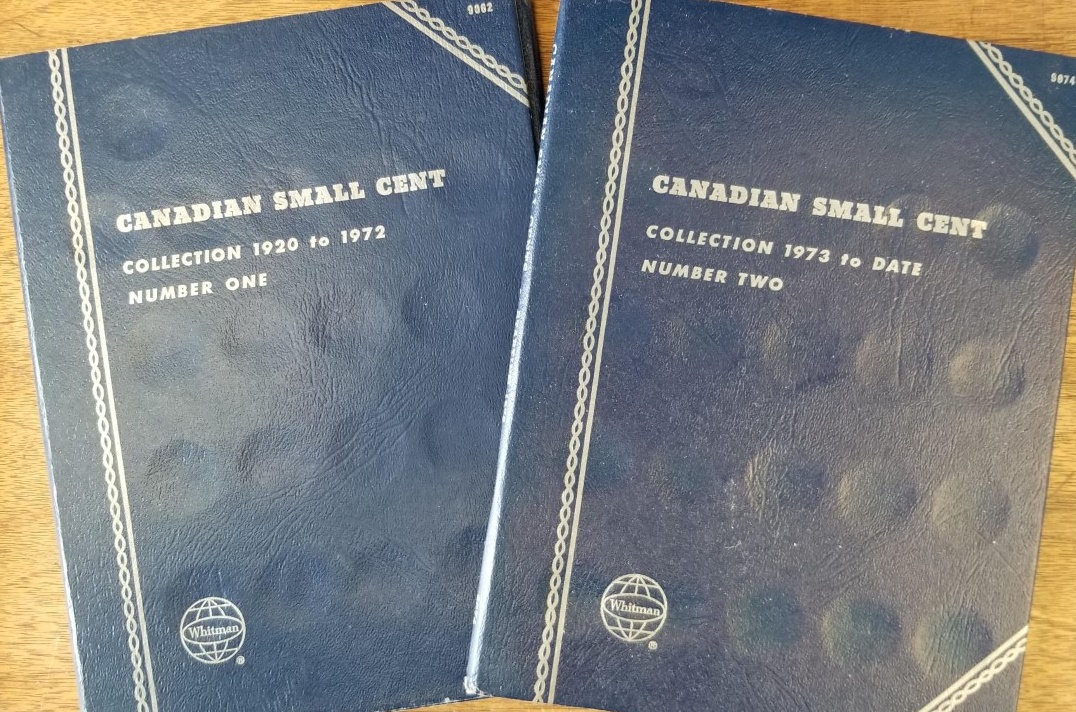 9062
CANADIAN SMALL CENT
COLLECTION 1920 to 1972
NUMBER ONE
Whitman
®
CANADIAN SMALL CENT
COLLECTION 1973 to DATE
NUMBER TWO
Whitman
®